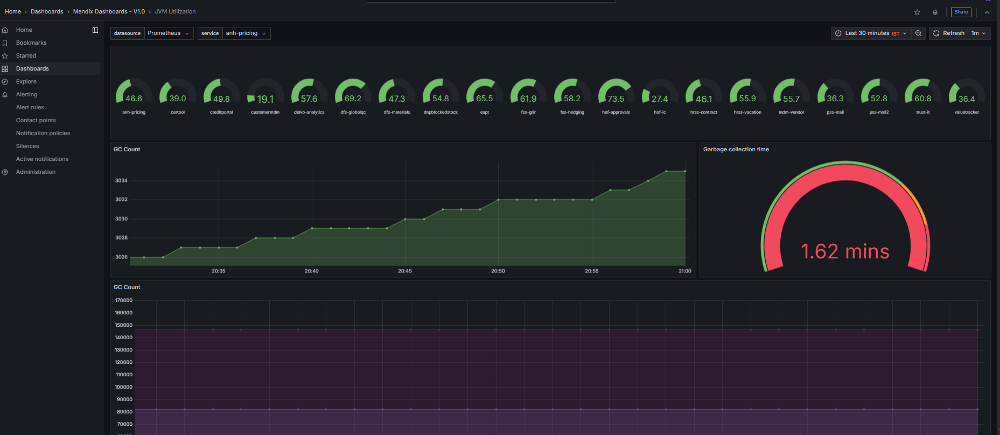 Home › Dashboards › Mendix Dashboards - V1.0 › JVM Utilization
Share
Home
Bookmarks
Starred
Dashboards
Explore
Alerting
Alert rules
Contact points
Notification policies
Silences
Active notifications
Administration
datasource Prometheus service anh-pricing
Last 30 minutes IST Refresh 1m
46.6 39.0 49.8 19.1 57.6 69.2 47.3 54.8 65.5 61.9 58.2 73.5 27.4 46.1 55.9 55.7 36.3 52.8 60.8 36.4
anh-pricing certool creditportal customermdm delvo-analytics dfs-globalqc dfs-materials dnpblockedstock eapt fss-grir fss-hedging hof-approvals hof-ic hrss-contract hrss-vacation mdm-vendor pss-mail pss-mail2 trust-it valuetracker
GC Count
3034
3032
3030
3028
3026
20:35 20:40 20:45 20:50 20:55 21:00
Garbage collection time
1.62 mins
GC Count
170000
160000
150000
140000
130000
120000
110000
100000
90000
80000
70000